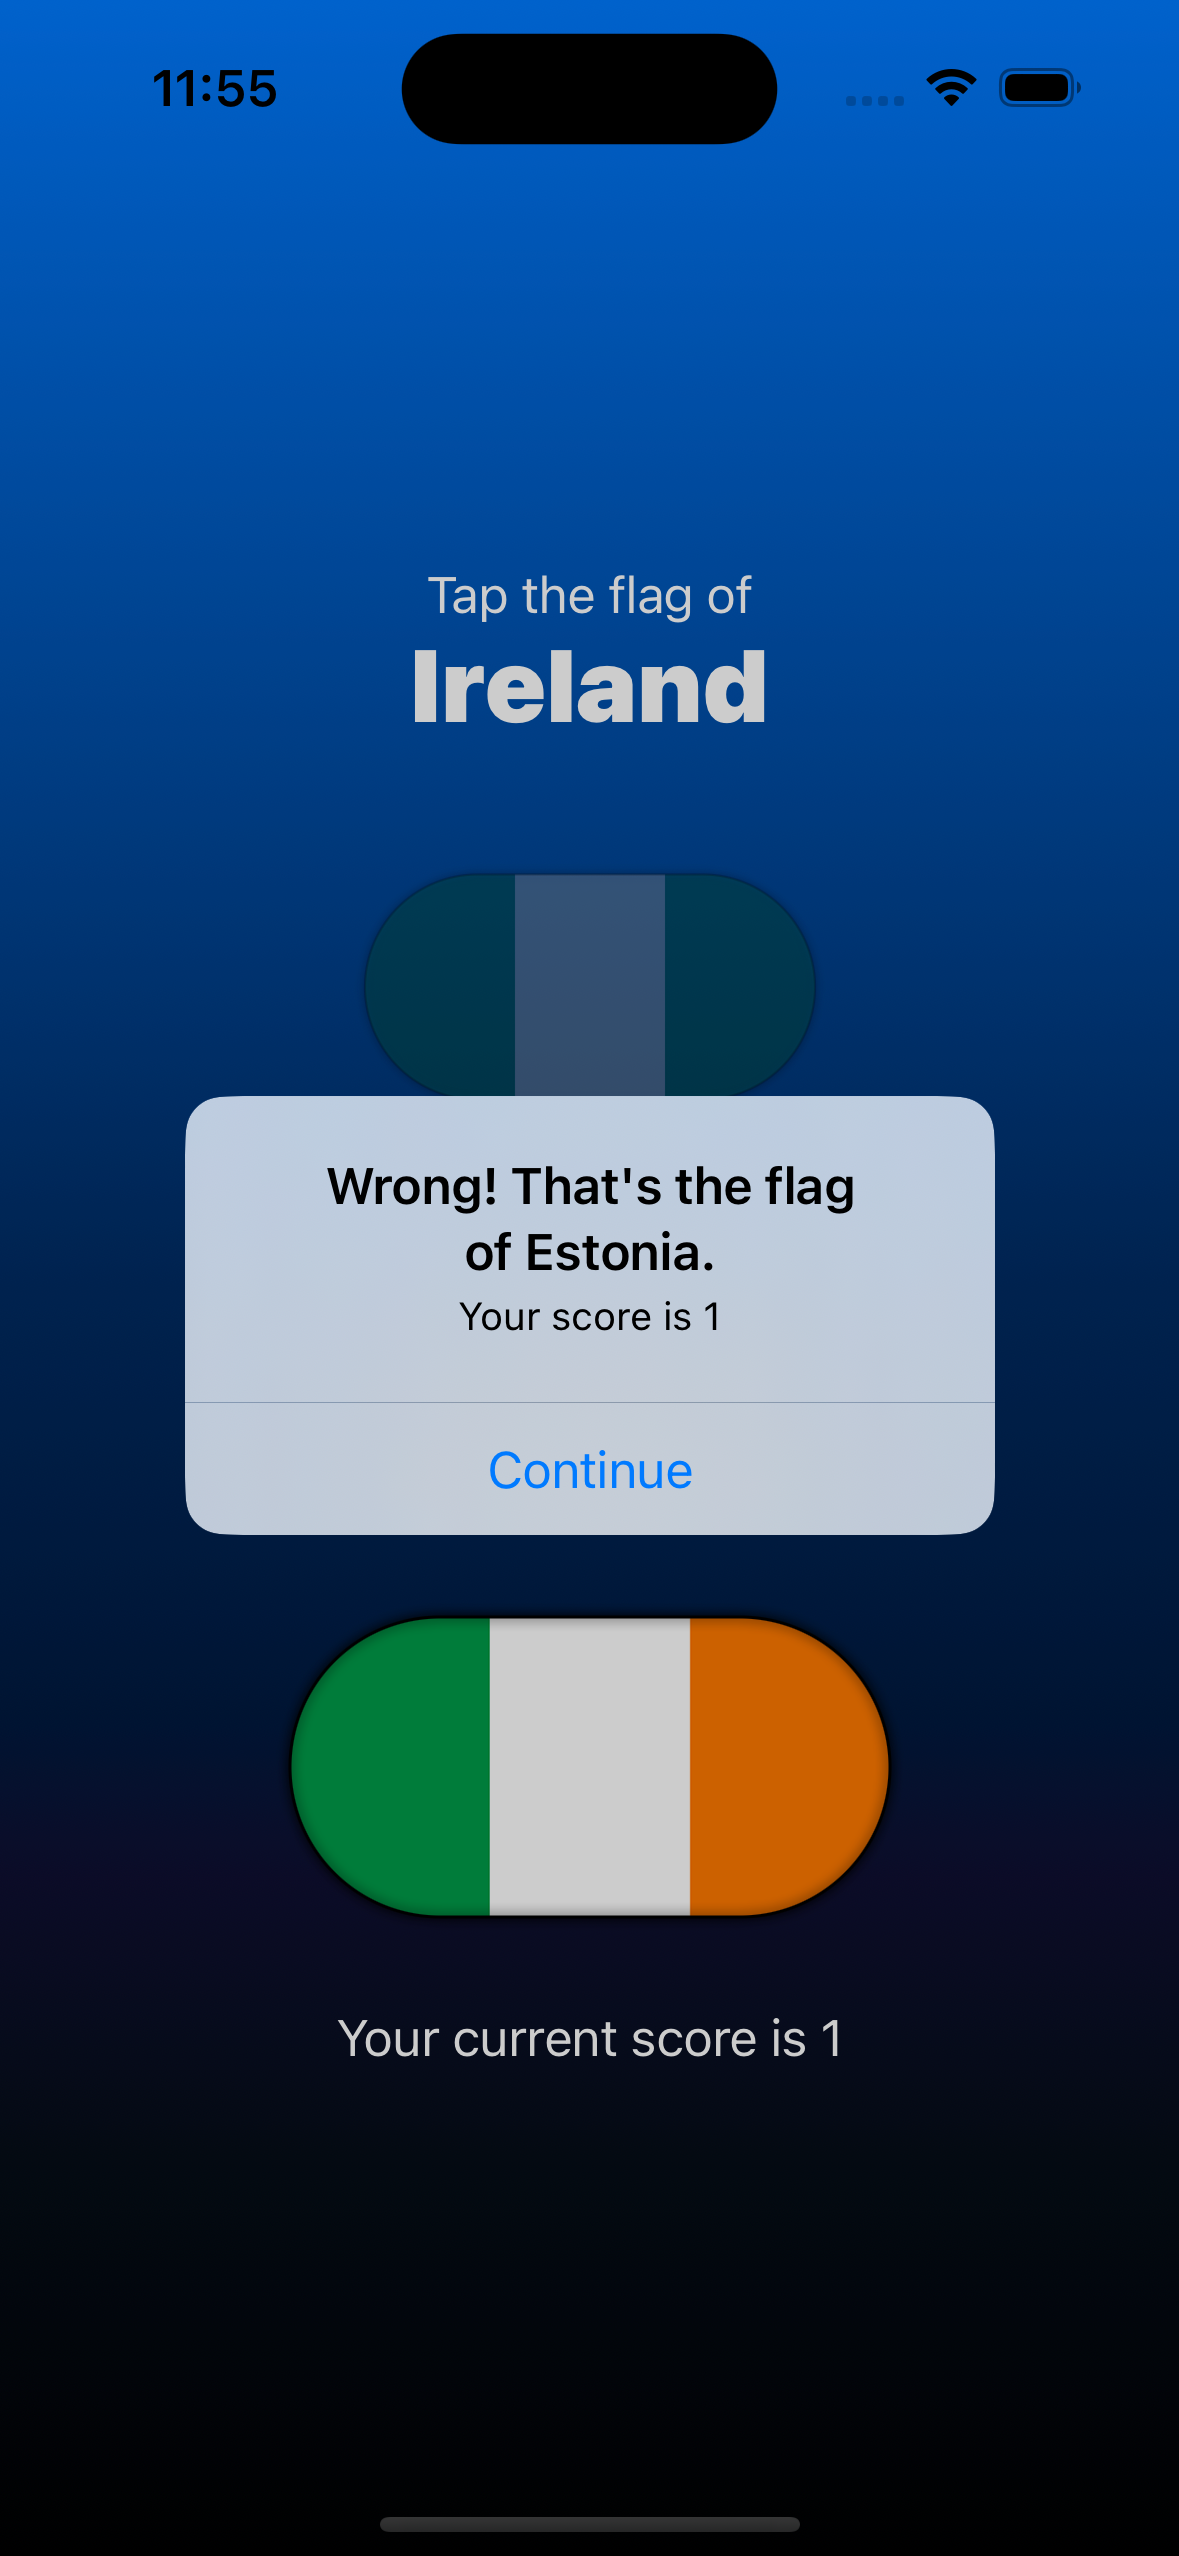 11:55
Tap the flag of
Ireland
Wrong! That's the flag
of Estonia.
Your score is 1
Continue
Your current score is 1